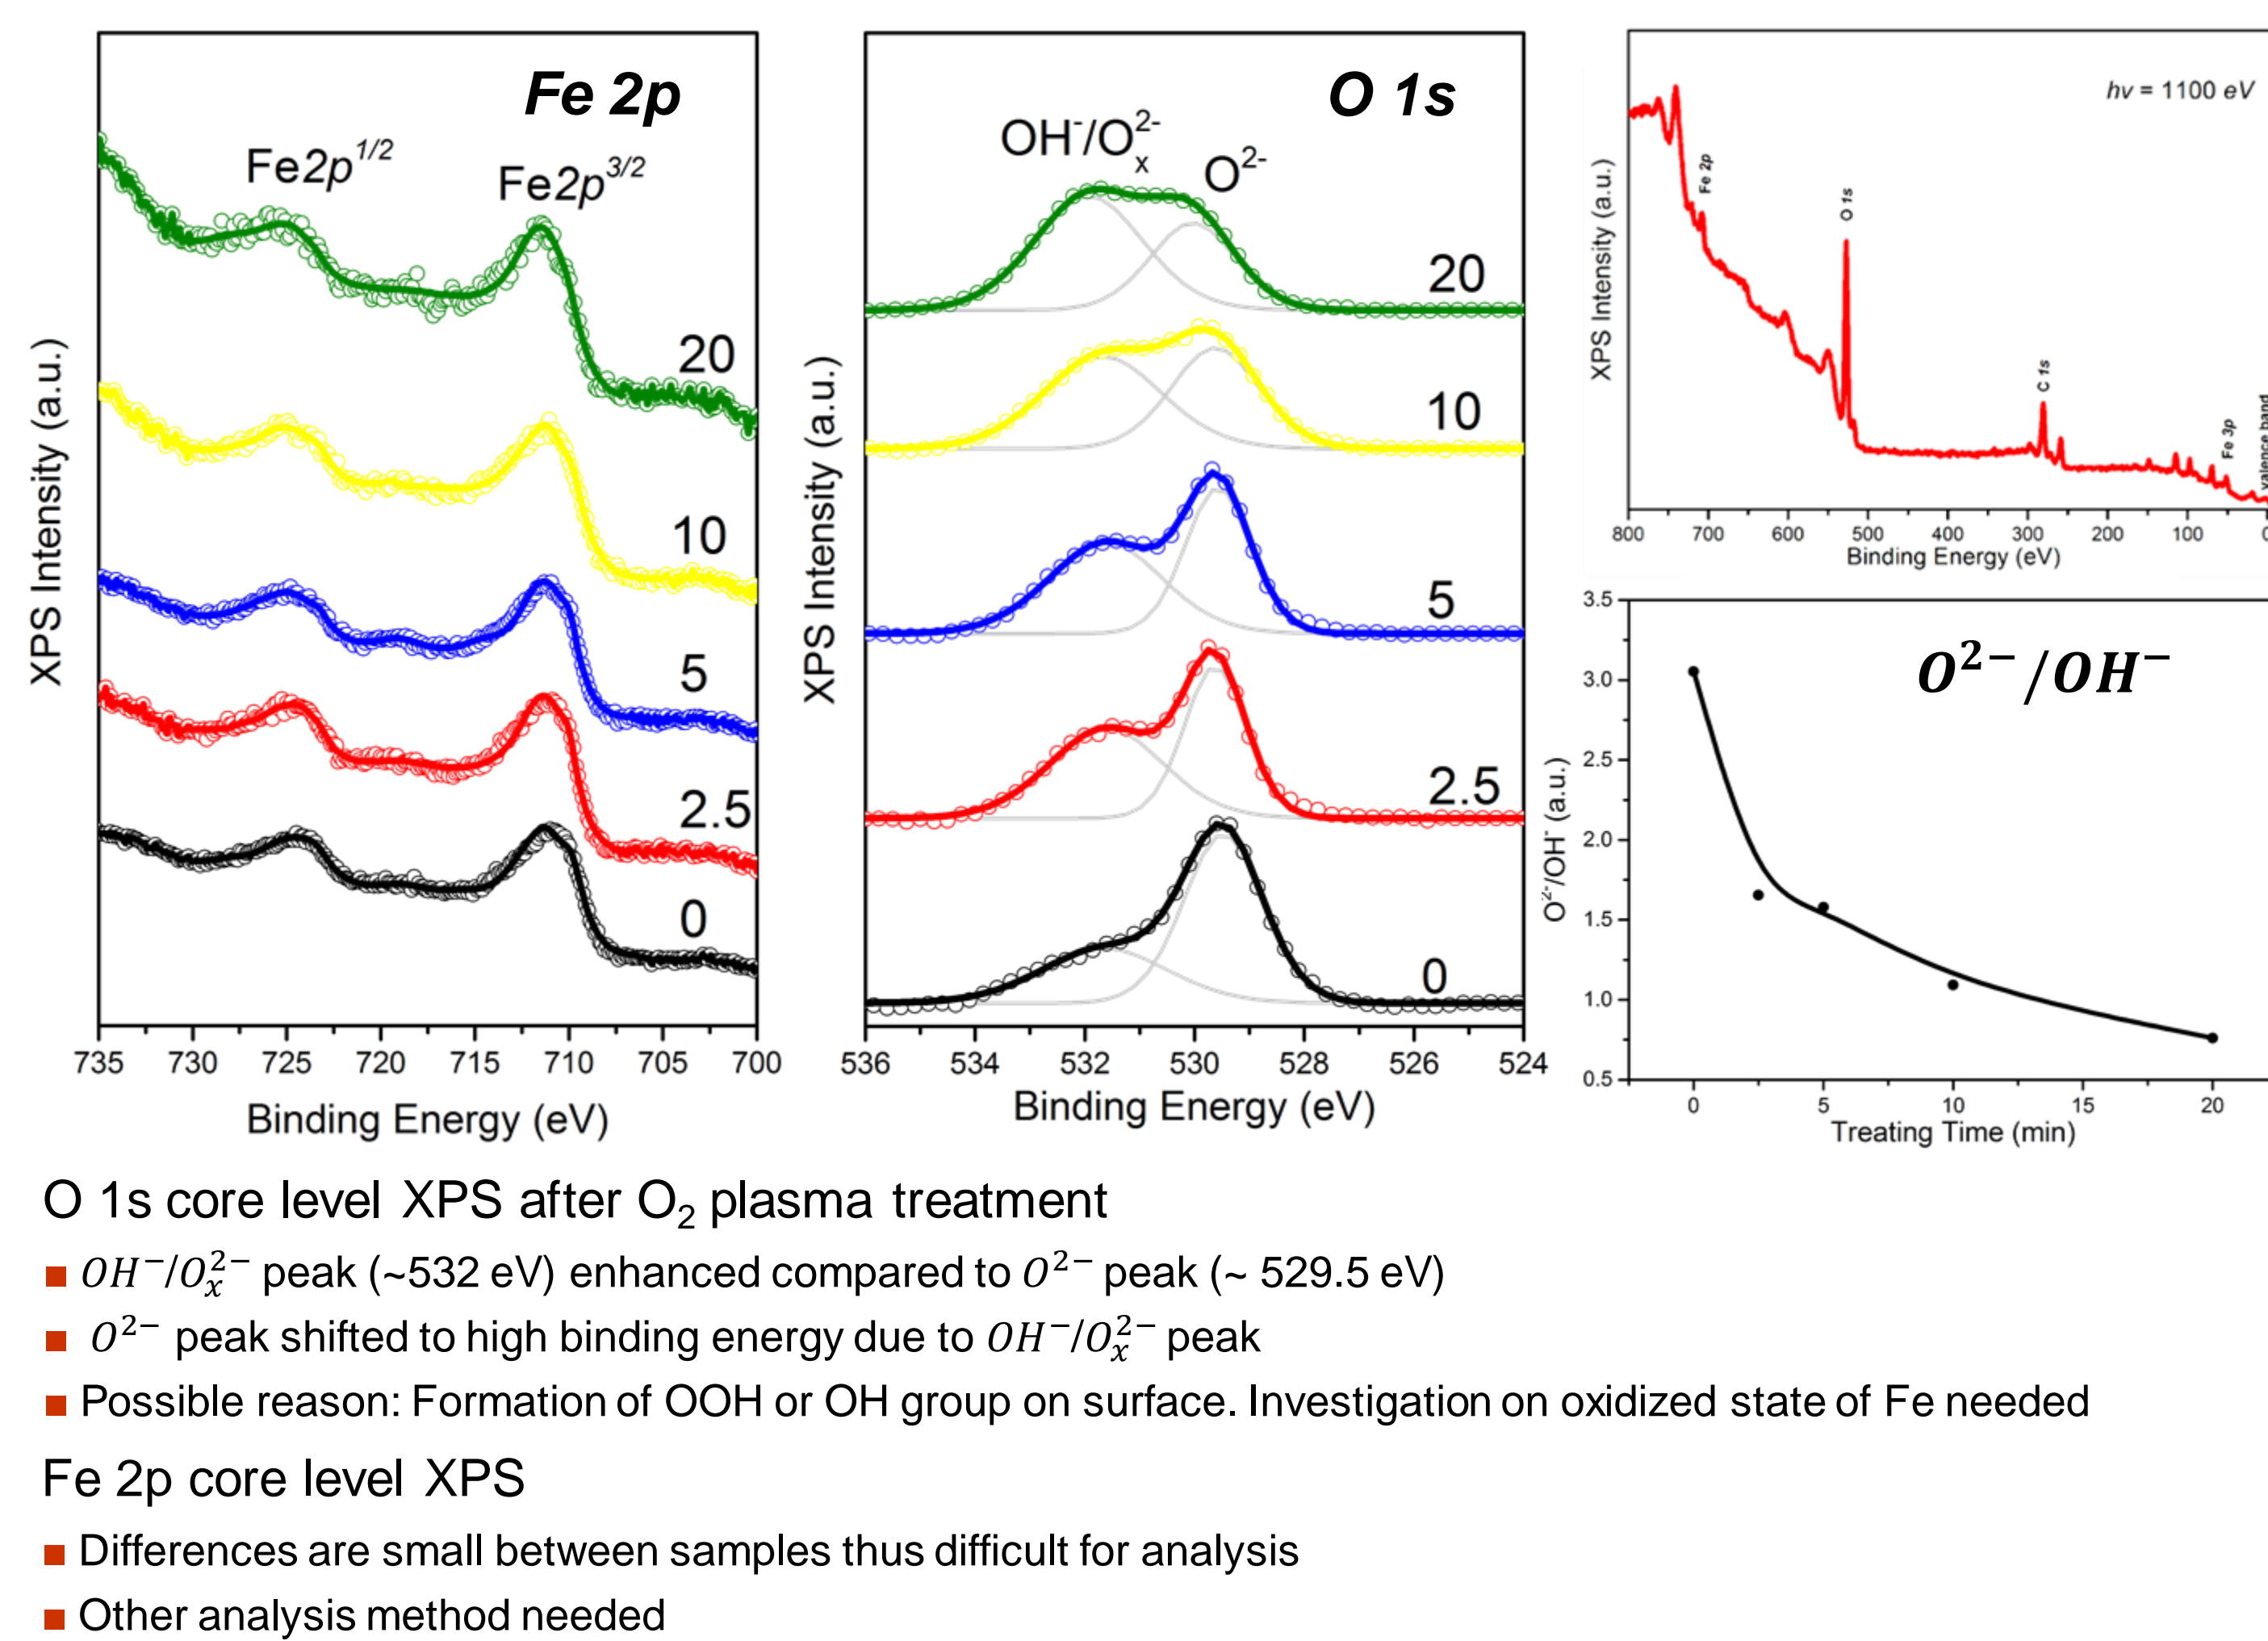 Fe 2p
Fe2p^{1/2}
Fe2p^{3/2}
20
10
5
2.5
0
XPS Intensity (a.u.)
735 730 725 720 715 710 705 700
Binding Energy (eV)
O 1s
OH⁻/Oₓ²⁻
O²⁻
20
10
5
2.5
0
XPS Intensity (a.u.)
536 534 532 530 528 526 524
Binding Energy (eV)
hv = 1100 eV
Fe 2p
O 1s
C 1s
Fe 3p
valence band
XPS Intensity (a.u.)
800 700 600 500 400 300 200 100 0
Binding Energy (eV)
O²⁻/OH⁻
3.5
3.0
2.5
2.0
1.5
1.0
0.5
O²⁻/OH⁻ (a.u.)
0 5 10 15 20
Treating Time (min)
O 1s core level XPS after O₂ plasma treatment
■ OH⁻/Oₓ²⁻ peak (~532 eV) enhanced compared to O²⁻ peak (~ 529.5 eV)
■ O²⁻ peak shifted to high binding energy due to OH⁻/Oₓ²⁻ peak
■ Possible reason: Formation of OOH or OH group on surface. Investigation on oxidized state of Fe needed
Fe 2p core level XPS
■ Differences are small between samples thus difficult for analysis
■ Other analysis method needed